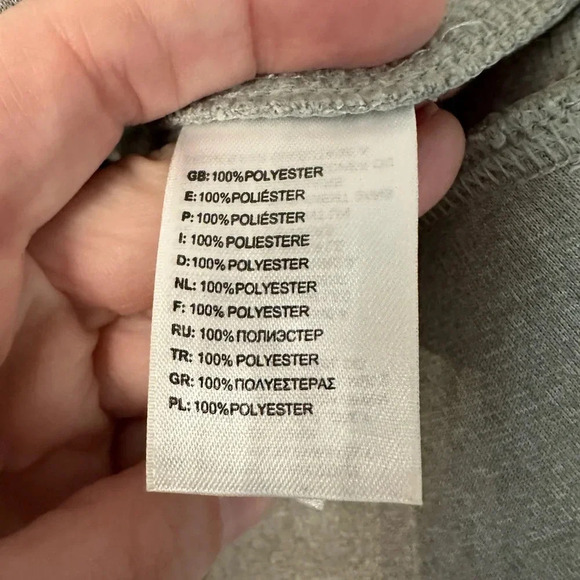 GB: 100%POLYESTER
E: 100%POLIÉSTER
P: 100%POLIÉSTER
I: 100%POLIESTERE
D: 100%POLYESTER
NL: 100%POLYESTER
F: 100%POLYESTER
RU: 100%ПОЛИЭСТЕР
TR: 100% POLYESTER
GR: 100%ΠΟΛΥΕΣΤΕΡΑΣ
PL: 100%POLYESTER